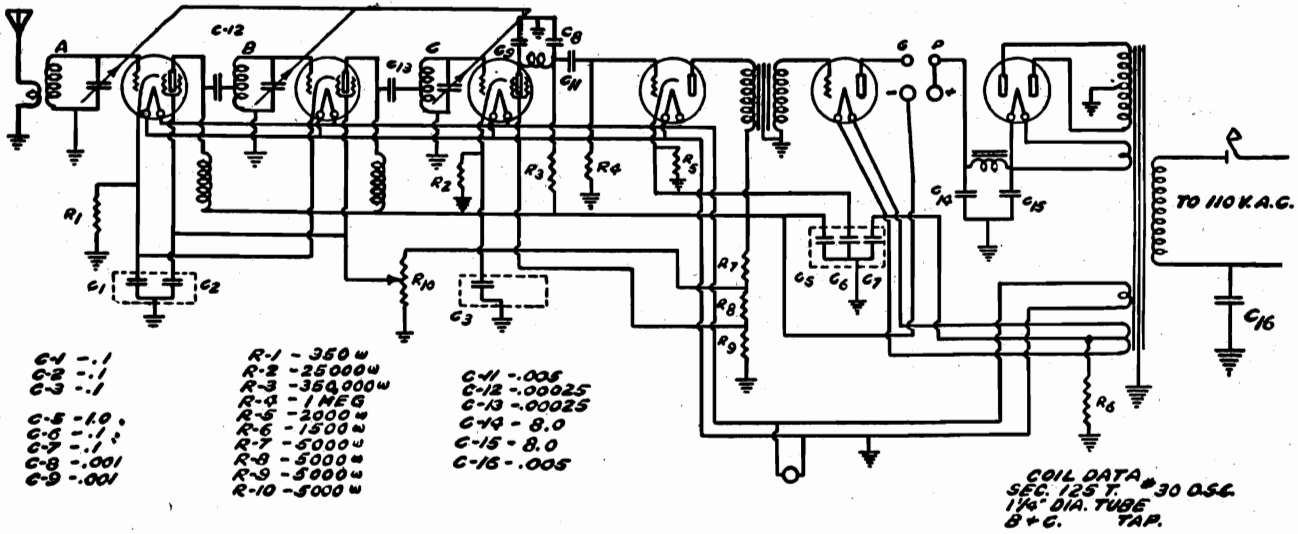 A
C-12
B
C13
C
C9
C8
C11
G
P
-
+
R1
R2
R3
R4
R5
C14
C15
TO 110 V.A.C.
C1
C2
R10
C3
R7
R8
R9
C5
C6
C7
C16
R6
C-1 - .1
C-2 - .1
C-3 - .1
C-5 - 1.0
C-6 - .1
C-7 - .1
C-8 - .001
C-9 - .001
R-1 - 350 ω
R-2 - 25000 ω
R-3 - 350,000 ω
R-4 - 1 MEG
R-5 - 2000 ω
R-6 - 1500 ω
R-7 - 5000 ω
R-8 - 5000 ω
R-9 - 5000 ω
R-10 - 5000 ω
C-11 - .005
C-12 - .00025
C-13 - .00025
C-14 - 8.0
C-15 - 8.0
C-16 - .005
COIL DATA
SEC. 125 T. #30 D.S.C.
1 1/4" DIA. TUBE
B + C. TAP.